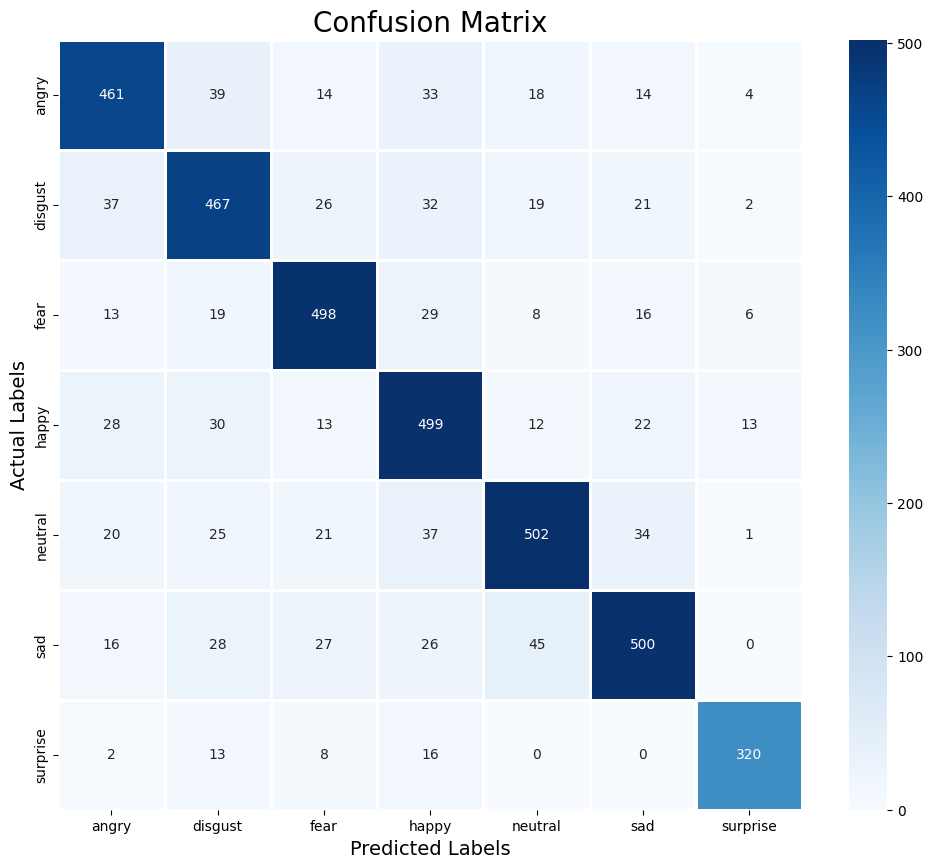 Confusion Matrix
angry 461 39 14 33 18 14 4
disgust 37 467 26 32 19 21 2
fear 13 19 498 29 8 16 6
happy 28 30 13 499 12 22 13
neutral 20 25 21 37 502 34 1
sad 16 28 27 26 45 500 0
surprise 2 13 8 16 0 0 320
angry disgust fear happy neutral sad surprise
Predicted Labels
Actual Labels
500
400
300
200
100
0